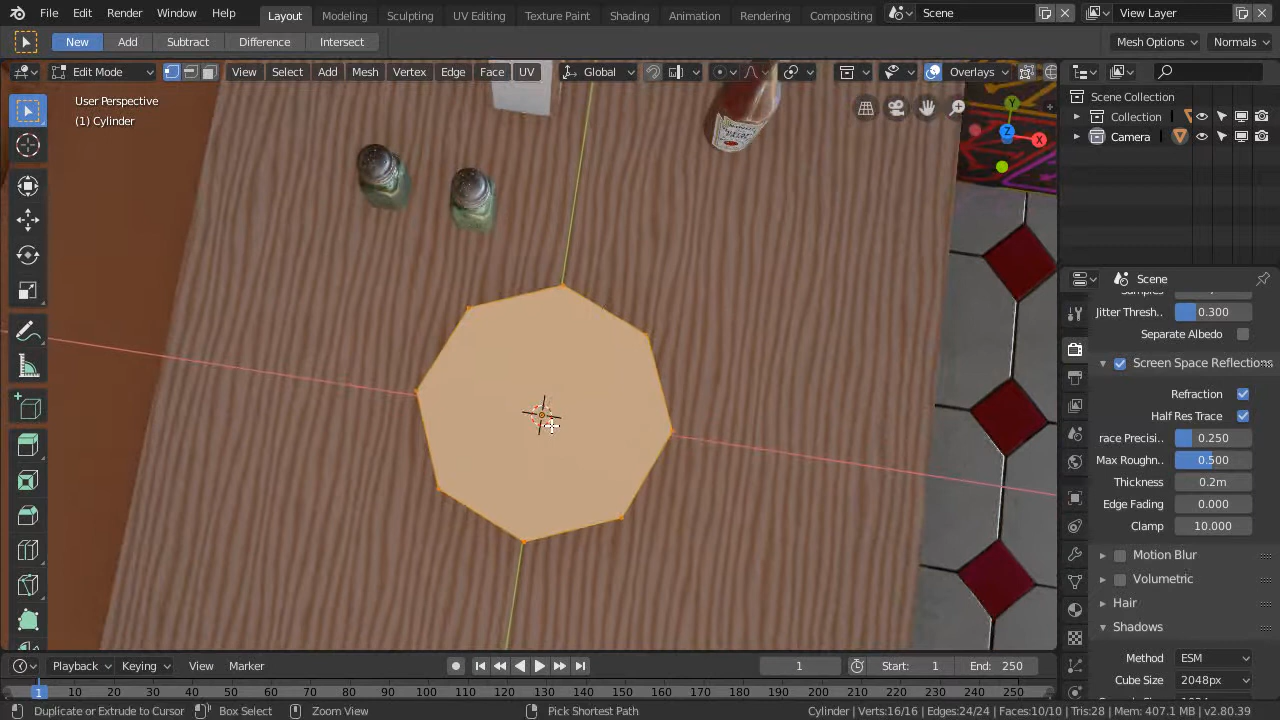 File Edit Render Window Help Layout Modeling Sculpting UV Editing Texture Paint Shading Animation Rendering Compositing Scene View Layer
New Add Subtract Difference Intersect Mesh Options Normals
Edit Mode View Select Add Mesh Vertex Edge Face UV Global Overlays
User Perspective
(1) Cylinder
Scene Collection
Collection
Camera
Y
Z
X
Scene
Jitter Thresh.. 0.300
Separate Albedo
Screen Space Reflections
Refraction
Half Res Trace
race Precisi.. 0.250
Max Roughn.. 0.500
Thickness 0.2m
Edge Fading 0.000
Clamp 10.000
Motion Blur
Volumetric
Hair
Shadows
Method ESM
Cube Size 2048px
Playback Keying View Marker 1 Start: 1 End: 250
1 10 20 30 40 50 60 70 80 90 100 110 120 130 140 150 160 170 180 190 200 210 220 230 240 250
Duplicate or Extrude to Cursor Box Select Zoom View Pick Shortest Path Cylinder | Verts:16/16 | Edges:24/24 | Faces:10/10 | Tris:28 | Mem: 407.1 MB | v2.80.39